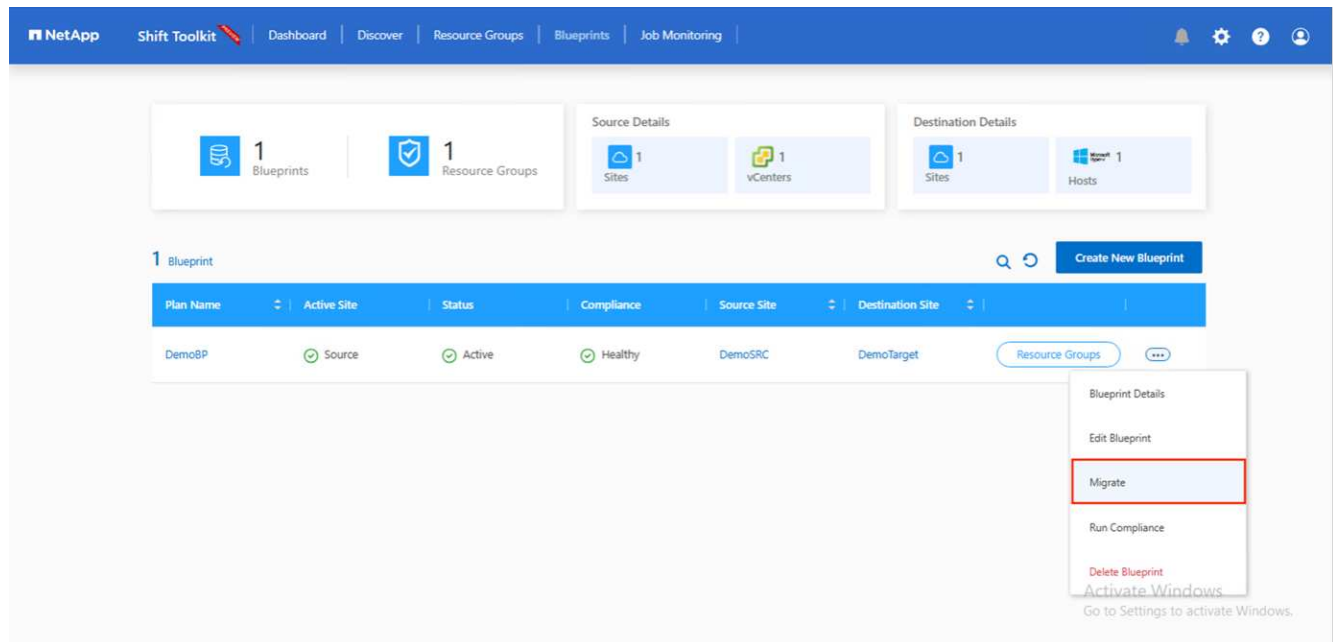 NetApp Shift Toolkit Dashboard Discover Resource Groups Blueprints Job Monitoring
1
Blueprints
1
Resource Groups
Source Details
1
Sites
1
vCenters
Destination Details
1
Sites
Microsoft 1
Hosts
1 Blueprint
Create New Blueprint
Plan Name Active Site Status Compliance Source Site Destination Site
DemoBP Source Active Healthy DemoSRC DemoTarget Resource Groups
Blueprint Details
Edit Blueprint
Migrate
Run Compliance
Delete Blueprint
Activate Windows
Go to Settings to activate Windows.